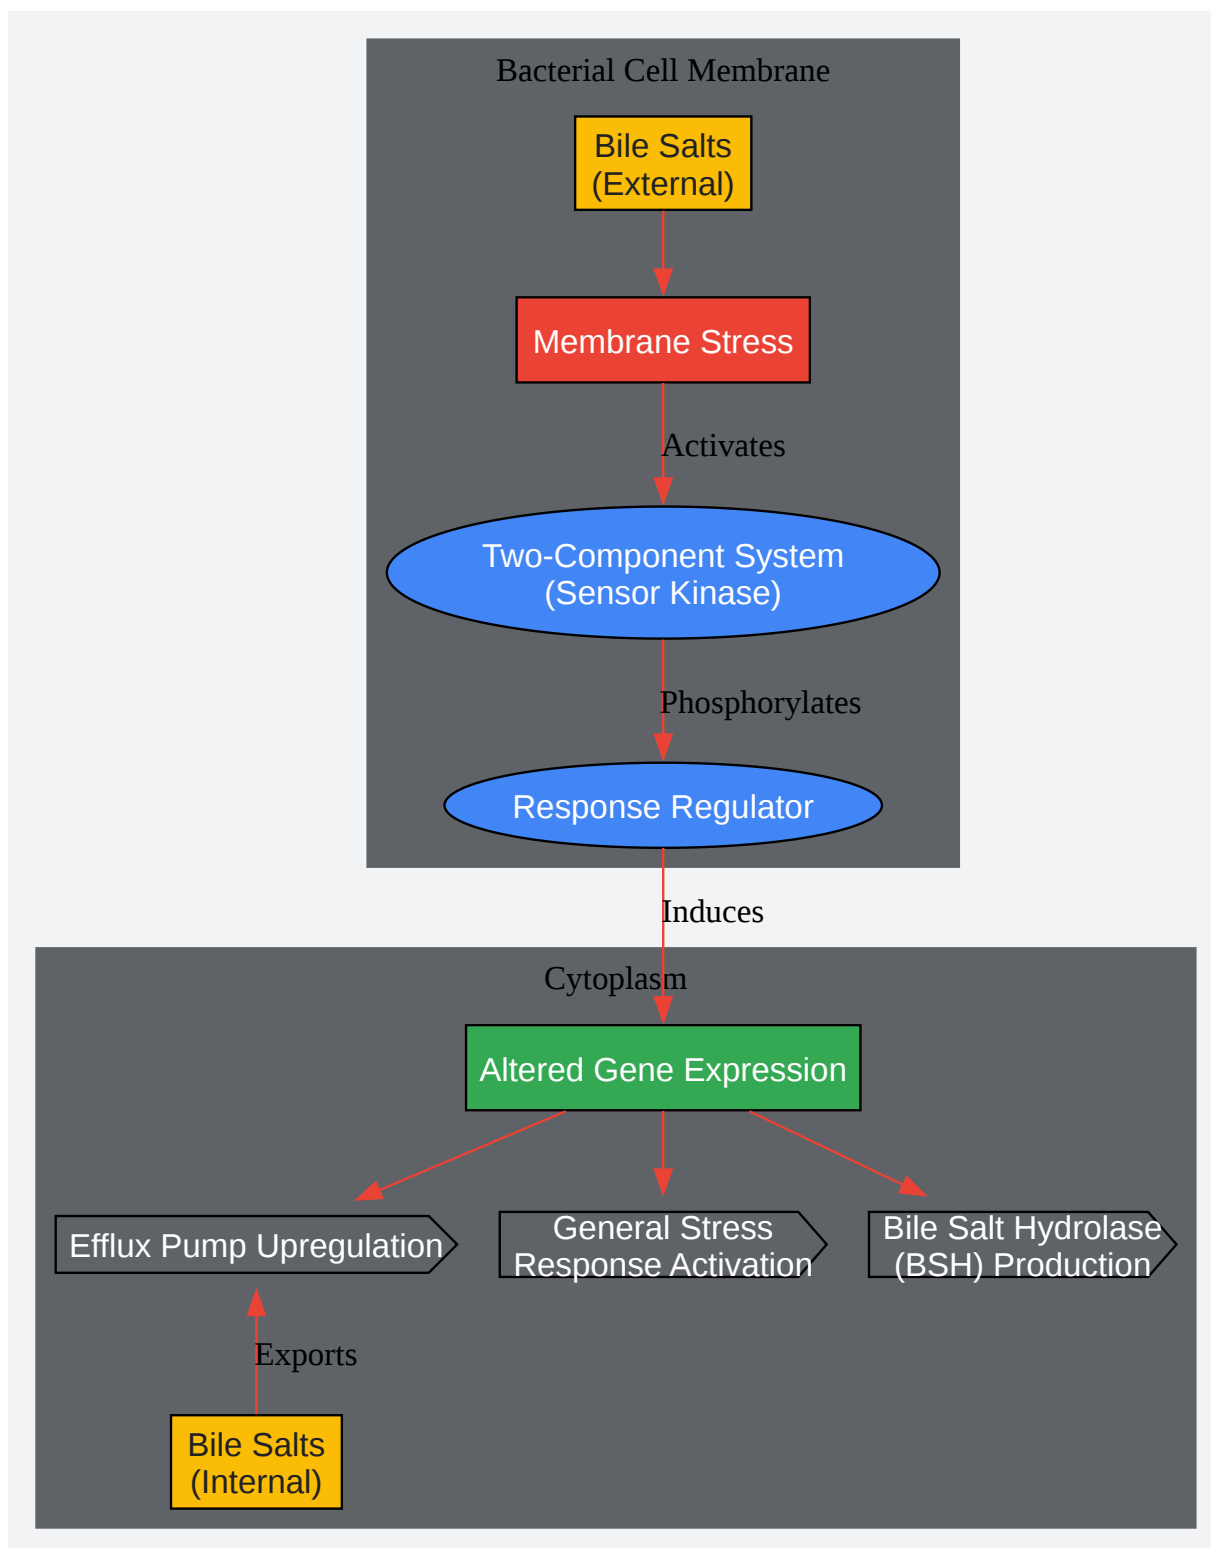 Bacterial Cell Membrane
Bile Salts
(External)
Membrane Stress
Activates
Two-Component System
(Sensor Kinase)
Phosphorylates
Response Regulator
Induces
Cytoplasm
Altered Gene Expression
Efflux Pump Upregulation
General Stress
Response Activation
Bile Salt Hydrolase
(BSH) Production
Exports
Bile Salts
(Internal)